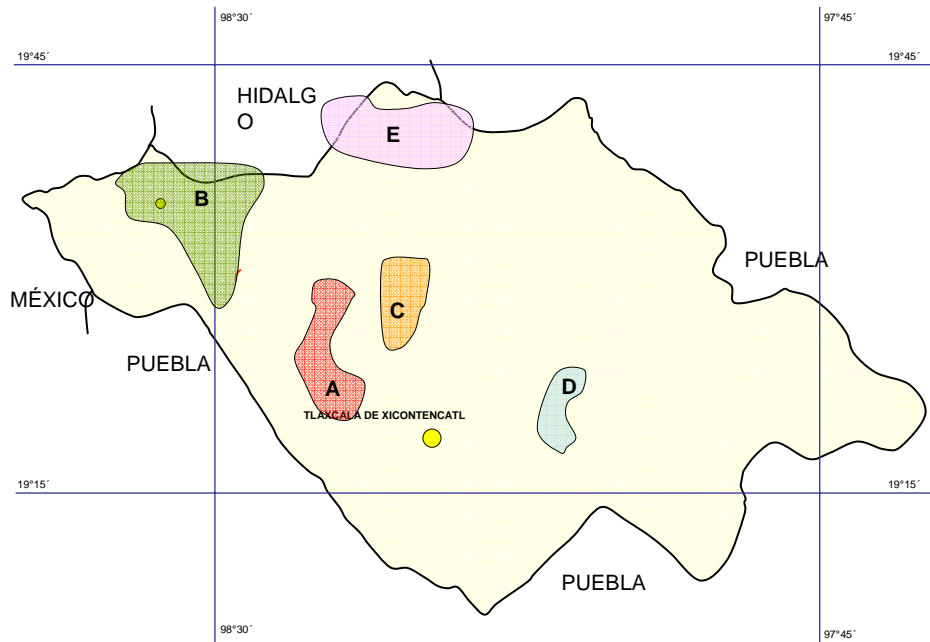 98°30´
97°45´
19°45´
19°45´
HIDALG
O
E
B
PUEBLA
MÉXICO
C
PUEBLA
A
D
TLAXCALA DE XICONTENCATL
19°15´
19°15´
PUEBLA
98°30´
97°45´